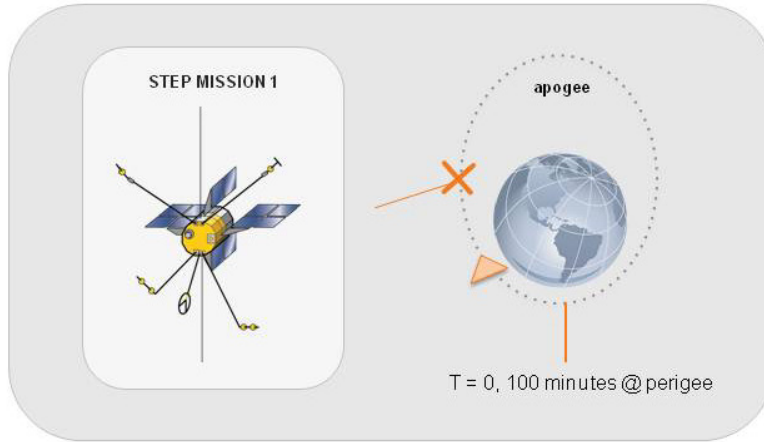 STEP MISSION 1
apogee
T = 0, 100 minutes @ perigee